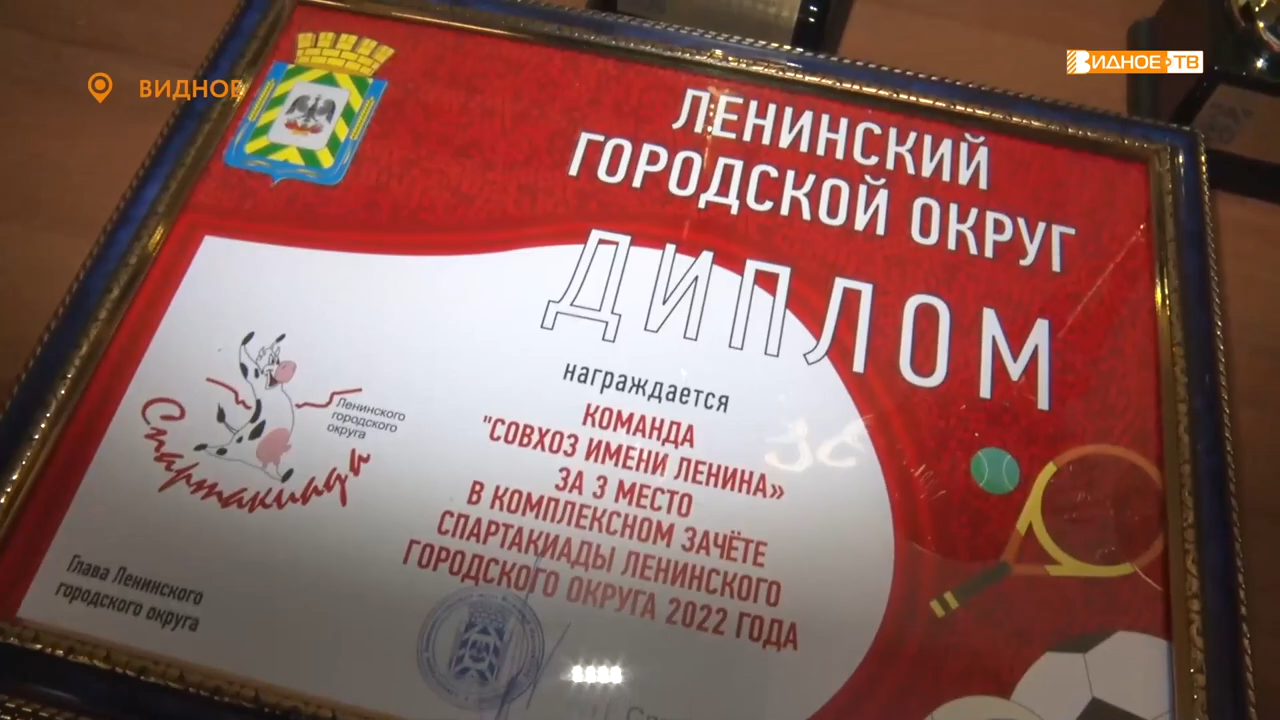 ВИДНОЕ
ВИДНОЕ ТВ
ЛЕНИНСКИЙ
ГОРОДСКОЙ ОКРУГ
ДИПЛОМ
награждается
КОМАНДА
"СОВХОЗ ИМЕНИ ЛЕНИНА»
ЗА 3 МЕСТО
В КОМПЛЕКСНОМ ЗАЧЁТЕ
СПАРТАКИАДЫ ЛЕНИНСКОГО
ГОРОДСКОГО ОКРУГА 2022 ГОДА
Ленинского
городского
округа
Спартакиада
Глава Ленинского
городского округа